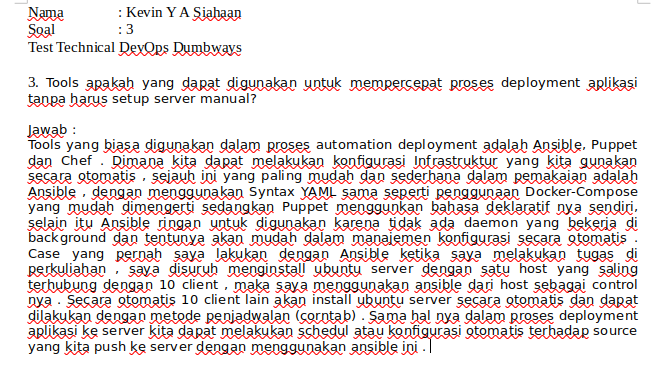 Nama : Kevin Y A Siahaan
Soal : 3
Test Technical DevOps Dumbways
3. Tools apakah yang dapat digunakan untuk mempercepat proses deployment aplikasi
tanpa harus setup server manual?
Jawab :
Tools yang biasa digunakan dalam proses automation deployment adalah Ansible, Puppet
dan Chef . Dimana kita dapat melakukan konfigurasi Infrastruktur yang kita gunakan
secara otomatis , sejauh ini yang paling mudah dan sederhana dalam pemakaian adalah
Ansible , dengan menggunakan Syntax YAML sama seperti penggunaan Docker-Compose
yang mudah dimengerti sedangkan Puppet menggunkan bahasa deklaratif nya sendiri,
selain itu Ansible ringan untuk digunakan karena tidak ada daemon yang bekerja di
background dan tentunya akan mudah dalam manajemen konfigurasi secara otomatis .
Case yang pernah saya lakukan dengan Ansible ketika saya melakukan tugas di
perkuliahan , saya disuruh menginstall ubuntu server dengan satu host yang saling
terhubung dengan 10 client , maka saya menggunakan ansible dari host sebagai control
nya . Secara otomatis 10 client lain akan install ubuntu server secara otomatis dan dapat
dilakukan dengan metode penjadwalan (corntab) . Sama hal nya dalam proses deployment
aplikasi ke server kita dapat melakukan schedul atau konfigurasi otomatis terhadap source
yang kita push ke server dengan menggunakan ansible ini .